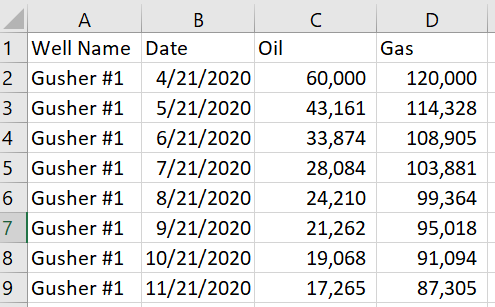 A B C D
1 Well Name Date Oil Gas
2 Gusher #1 4/21/2020 60,000 120,000
3 Gusher #1 5/21/2020 43,161 114,328
4 Gusher #1 6/21/2020 33,874 108,905
5 Gusher #1 7/21/2020 28,084 103,881
6 Gusher #1 8/21/2020 24,210 99,364
7 Gusher #1 9/21/2020 21,262 95,018
8 Gusher #1 10/21/2020 19,068 91,094
9 Gusher #1 11/21/2020 17,265 87,305